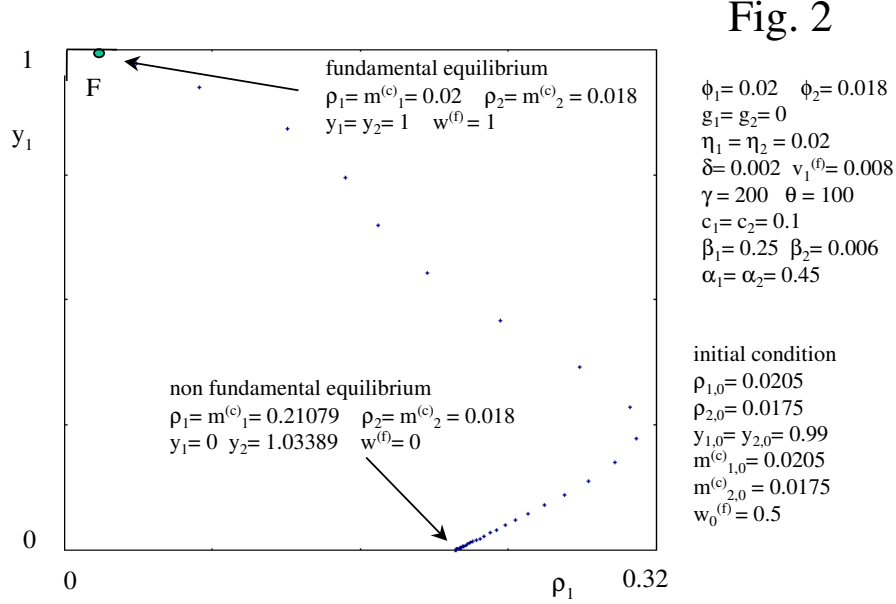 Fig. 2
1
F
y₁
0
0
ρ₁
0.32
fundamental equilibrium
ρ₁= m⁽ᶜ⁾₁= 0.02 ρ₂= m⁽ᶜ⁾₂ = 0.018
y₁= y₂= 1 w⁽ᶠ⁾ = 1
non fundamental equilibrium
ρ₁= m⁽ᶜ⁾₁= 0.21079 ρ₂= m⁽ᶜ⁾₂ = 0.018
y₁= 0 y₂= 1.03389 w⁽ᶠ⁾= 0
ϕ₁= 0.02 ϕ₂= 0.018
g₁= g₂= 0
η₁ = η₂ = 0.02
δ= 0.002 v₁⁽ᶠ⁾= 0.008
γ = 200 θ = 100
c₁= c₂= 0.1
β₁= 0.25 β₂= 0.006
α₁= α₂= 0.45
initial condition
ρ₁,₀= 0.0205
ρ₂,₀= 0.0175
y₁,₀= y₂,₀= 0.99
m⁽ᶜ⁾₁,₀= 0.0205
m⁽ᶜ⁾₂,₀ = 0.0175
w₀⁽ᶠ⁾ = 0.5